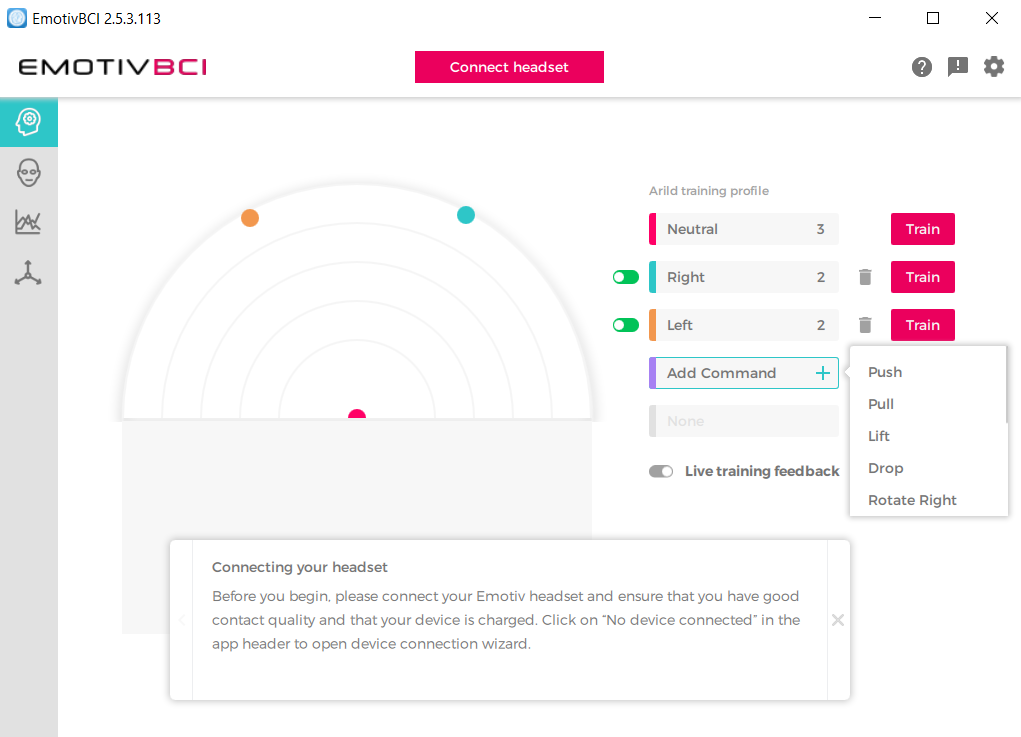 EmotivBCI 2.5.3.113
EMOTIVBCI
Connect headset
Arild training profile
Neutral 3 Train
Right 2 Train
Left 2 Train
Add Command +
None
Live training feedback
Push
Pull
Lift
Drop
Rotate Right
Connecting your headset
Before you begin, please connect your Emotiv headset and ensure that you have good
contact quality and that your device is charged. Click on “No device connected” in the
app header to open device connection wizard.